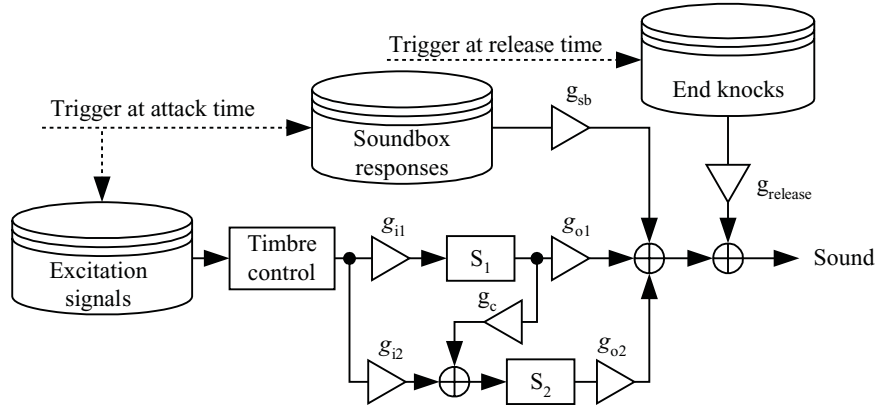 Trigger at release time
End knocks
g_sb
Trigger at attack time
Soundbox
responses
g_release
g_i1
g_o1
Timbre
control
S_1
Sound
Excitation
signals
g_c
g_i2
g_o2
S_2